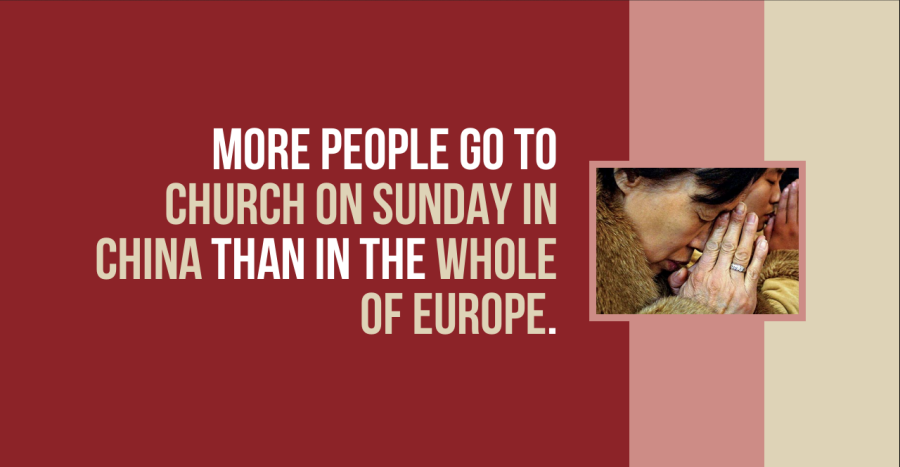 MORE PEOPLE GO TO
CHURCH ON SUNDAY IN
CHINA THAN IN THE WHOLE
OF EUROPE.